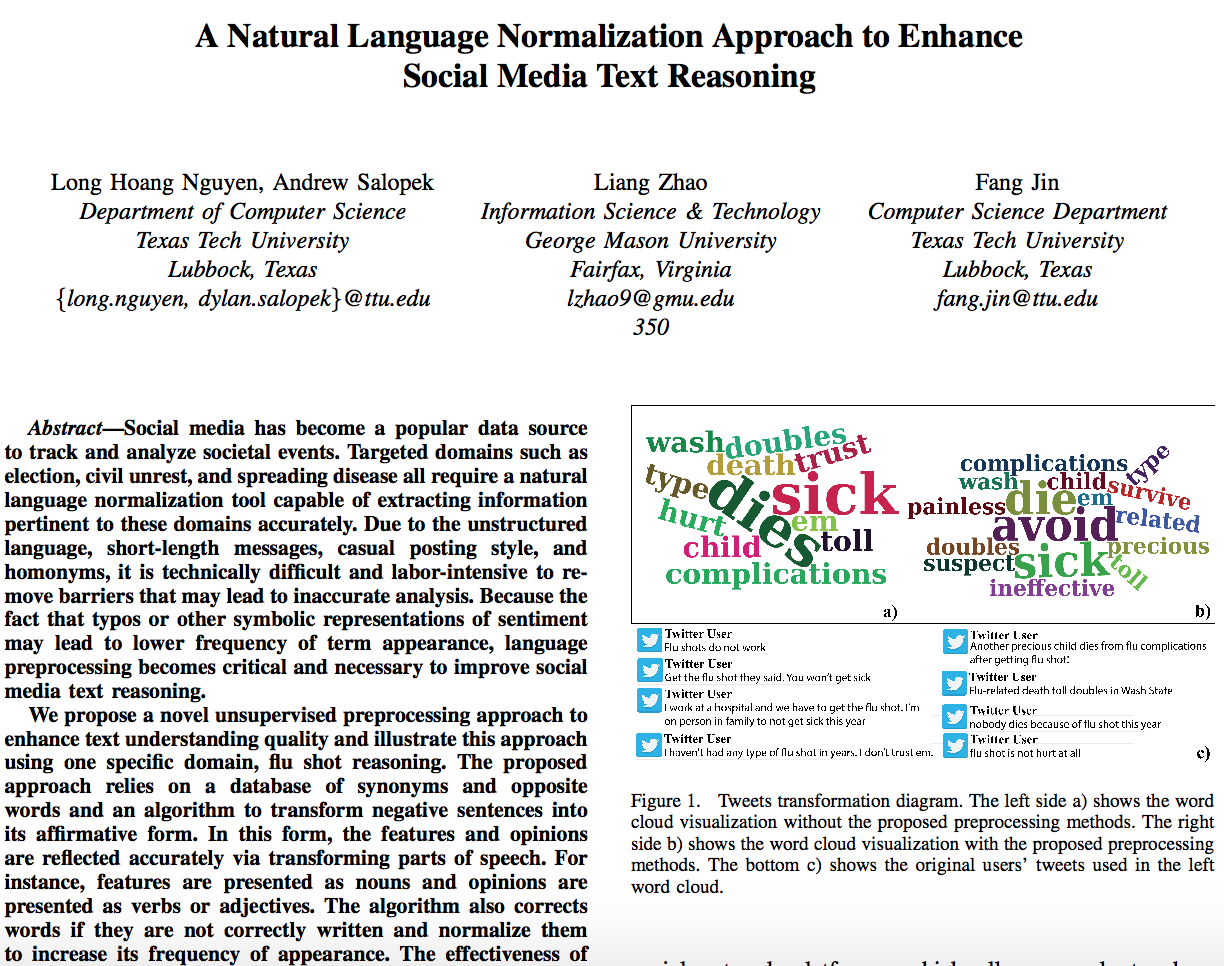 A Natural Language Normalization Approach to Enhance
Social Media Text Reasoning
Long Hoang Nguyen, Andrew Salopek
Department of Computer Science
Texas Tech University
Lubbock, Texas
{long.nguyen, dylan.salopek}@ttu.edu
Liang Zhao
Information Science & Technology
George Mason University
Fairfax, Virginia
lzhao9@gmu.edu
350
Fang Jin
Computer Science Department
Texas Tech University
Lubbock, Texas
fang.jin@ttu.edu
Abstract—Social media has become a popular data source
to track and analyze societal events. Targeted domains such as
election, civil unrest, and spreading disease all require a natural
language normalization tool capable of extracting information
pertinent to these domains accurately. Due to the unstructured
language, short-length messages, casual posting style, and
homonyms, it is technically difficult and labor-intensive to re-
move barriers that may lead to inaccurate analysis. Because the
fact that typos or other symbolic representations of sentiment
may lead to lower frequency of term appearance, language
preprocessing becomes critical and necessary to improve social
media text reasoning.
We propose a novel unsupervised preprocessing approach to
enhance text understanding quality and illustrate this approach
using one specific domain, flu shot reasoning. The proposed
approach relies on a database of synonyms and opposite
words and an algorithm to transform negative sentences into
its affirmative form. In this form, the features and opinions
are reflected accurately via transforming parts of speech. For
instance, features are presented as nouns and opinions are
presented as verbs or adjectives. The algorithm also corrects
words if they are not correctly written and normalize them
to increase its frequency of appearance. The effectiveness of
wash
doubles
death
trust
type
dies
sick
hurt
em
child
toll
complications
a)
complications
type
wash
child
survive
painless
die
em
avoid
related
doubles
precious
suspect
sick
toll
ineffective
b)
Twitter User
Flu shots do not work
Twitter User
Get the flu shot they said. You won't get sick
Twitter User
I work at a hospital and we have to get the flu shot. I'm
on person in family to not get sick this year
Twitter User
I haven't had any type of flu shot in years. I don't trust em.
Twitter User
Another precious child dies from flu complications
after getting flu shot!
Twitter User
Flu-related death toll doubles in Wash State
Twitter User
nobody dies because of flu shot this year
Twitter User
flu shot is not hurt at all
c)
Figure 1. Tweets transformation diagram. The left side a) shows the word
cloud visualization without the proposed preprocessing methods. The right
side b) shows the word cloud visualization with the proposed preprocessing
methods. The bottom c) shows the original users' tweets used in the left
word cloud.